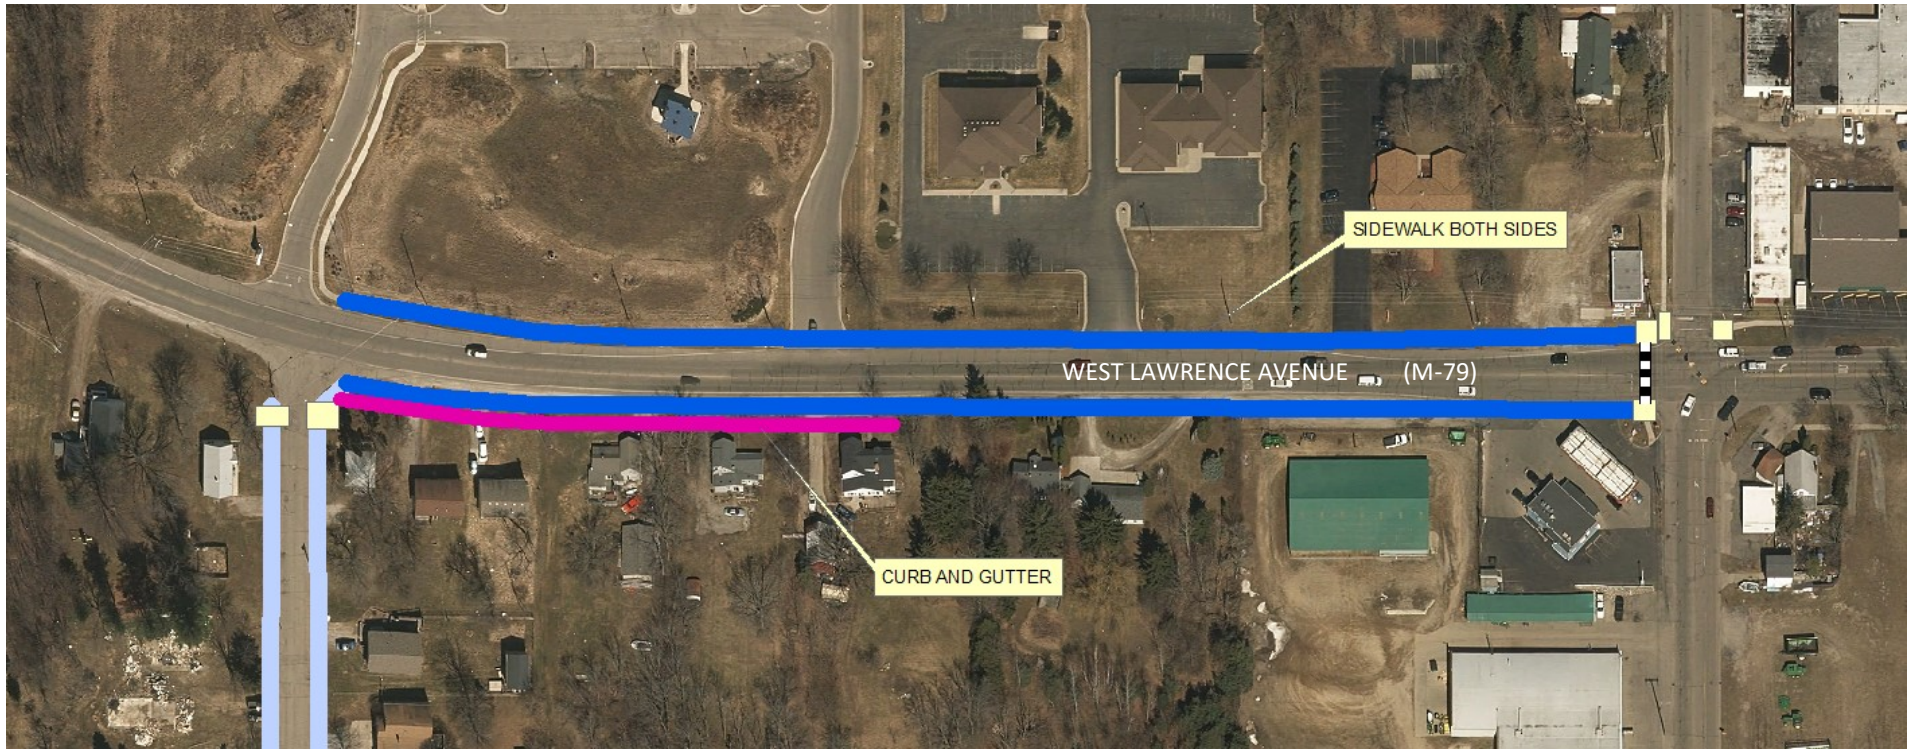 SIDEWALK BOTH SIDES
WEST LAWRENCE AVENUE (M-79)
CURB AND GUTTER